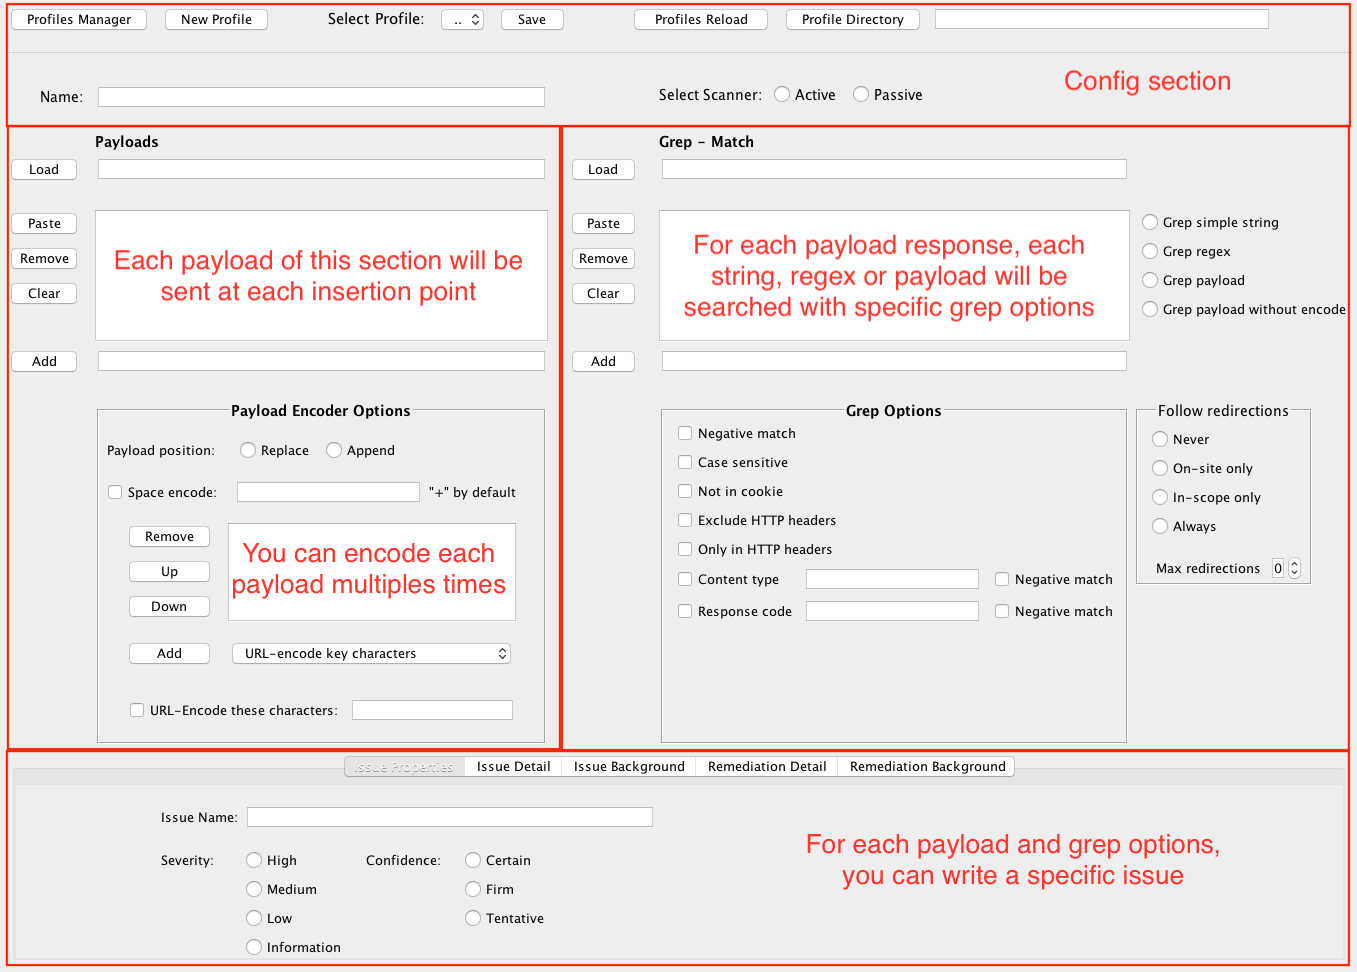 Profiles Manager New Profile Select Profile: .. Save Profiles Reload Profile Directory
Config section
Name: Select Scanner: Active Passive
Payloads
Load
Paste
Remove
Clear
Each payload of this section will be
sent at each insertion point
Add
Payload Encoder Options
Payload position: Replace Append
Space encode: "+" by default
Remove
Up
Down
You can encode each
payload multiples times
Add URL-encode key characters
URL-Encode these characters:
Grep - Match
Load
Paste
Remove
Clear
For each payload response, each
string, regex or payload will be
searched with specific grep options
Grep simple string
Grep regex
Grep payload
Grep payload without encode
Add
Grep Options
Negative match
Case sensitive
Not in cookie
Exclude HTTP headers
Only in HTTP headers
Content type Negative match
Response code Negative match
Follow redirections
Never
On-site only
In-scope only
Always
Max redirections 0
Issue Properties Issue Detail Issue Background Remediation Detail Remediation Background
Issue Name:
Severity: High
Medium
Low
Information
Confidence: Certain
Firm
Tentative
For each payload and grep options,
you can write a specific issue